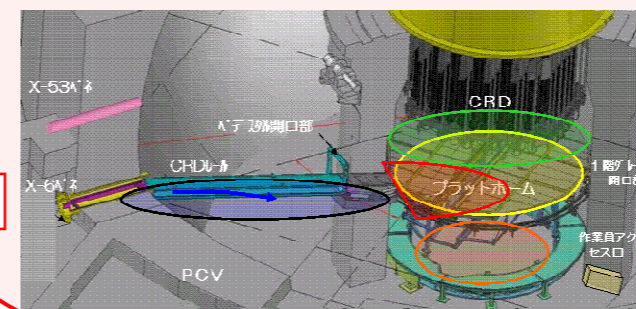 X-53ペネ
CRD
ペデスタル開口部
CRDレール
X-6ペネ
プラットホーム
1階グレ
開口部
作業員アク
セス口
PCV